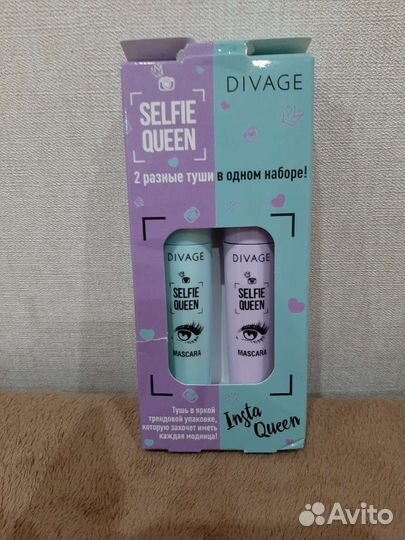 SELFIE
QUEEN
DIVAGE
2 разные туши в одном наборе!
DIVAGE
SELFIE
QUEEN
MASCARA
DIVAGE
SELFIE
QUEEN
MASCARA
Тушь в яркой
трендовой упаковке,
которую захочет иметь
каждая модница!
Insta
Queen
Avito